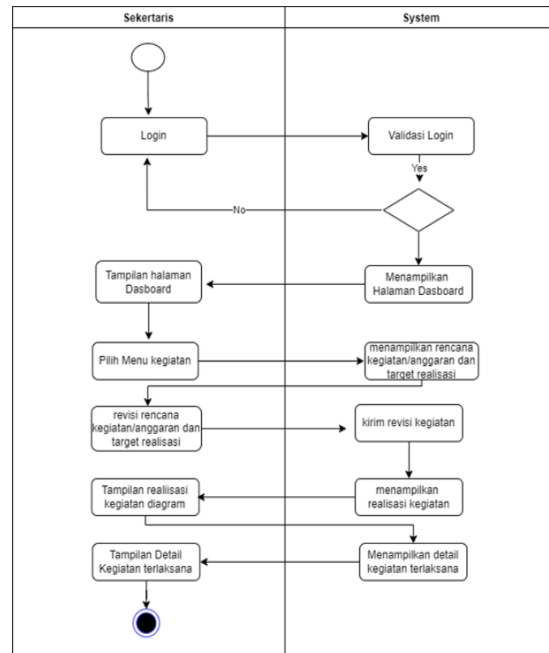 Sekertaris
System
Login
Validasi Login
Yes
No
Tampilan halaman
Dasboard
Menampilkan
Halaman Dasboard
Pilih Menu kegiatan
menampilkan rencana
kegiatan/anggaran dan
target realisasi
revisi rencana
kegiatan/anggaran dan
target realisasi
kirim revisi kegiatan
Tampilan realiisasi
kegiatan diagram
menampilkan
realisasi kegiatan
Tampilan Detail
Kegiatan terlaksana
Menampilkan detail
kegiatan terlaksana